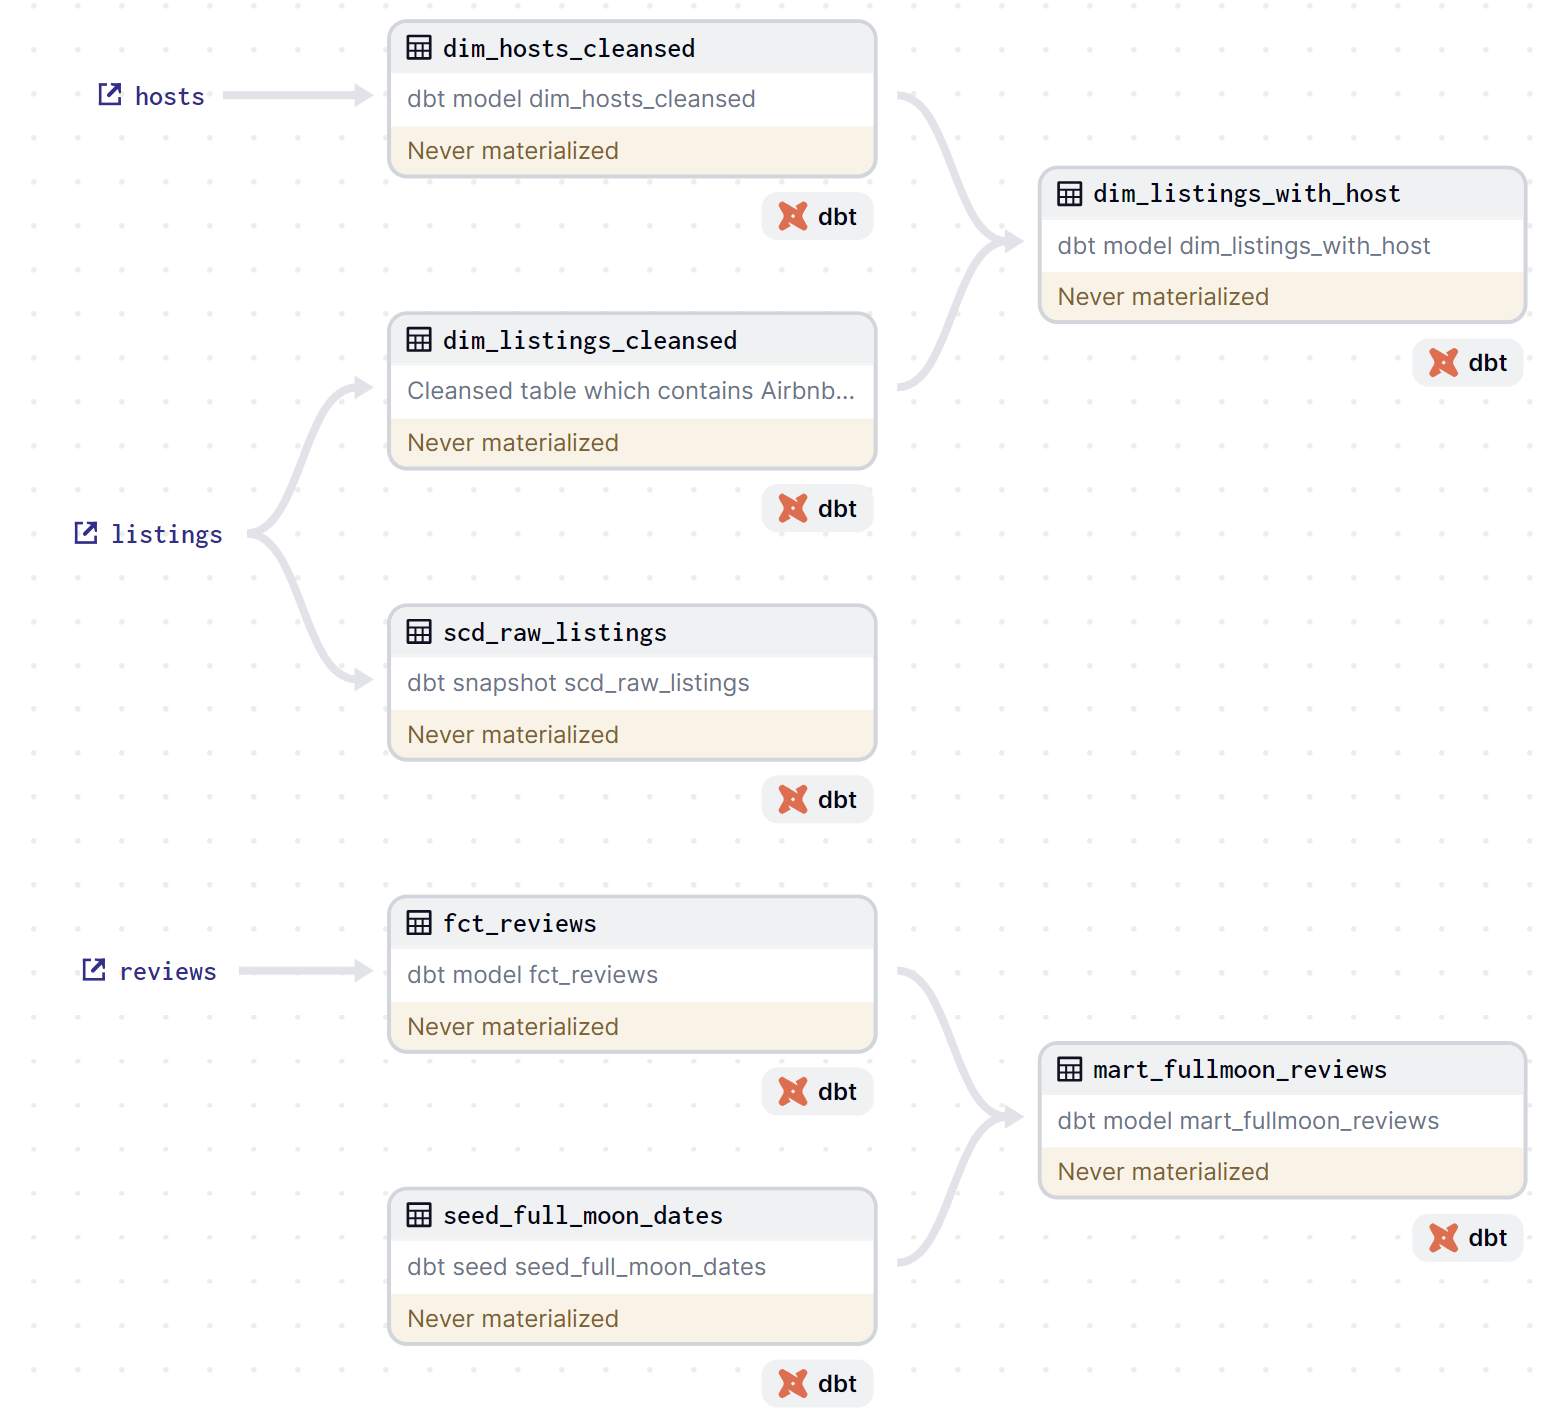 hosts
dim_hosts_cleansed
dbt model dim_hosts_cleansed
Never materialized
dbt
dim_listings_with_host
dbt model dim_listings_with_host
Never materialized
dbt
listings
dim_listings_cleansed
Cleansed table which contains Airbnb...
Never materialized
dbt
scd_raw_listings
dbt snapshot scd_raw_listings
Never materialized
dbt
reviews
fct_reviews
dbt model fct_reviews
Never materialized
dbt
mart_fullmoon_reviews
dbt model mart_fullmoon_reviews
Never materialized
dbt
seed_full_moon_dates
dbt seed seed_full_moon_dates
Never materialized
dbt